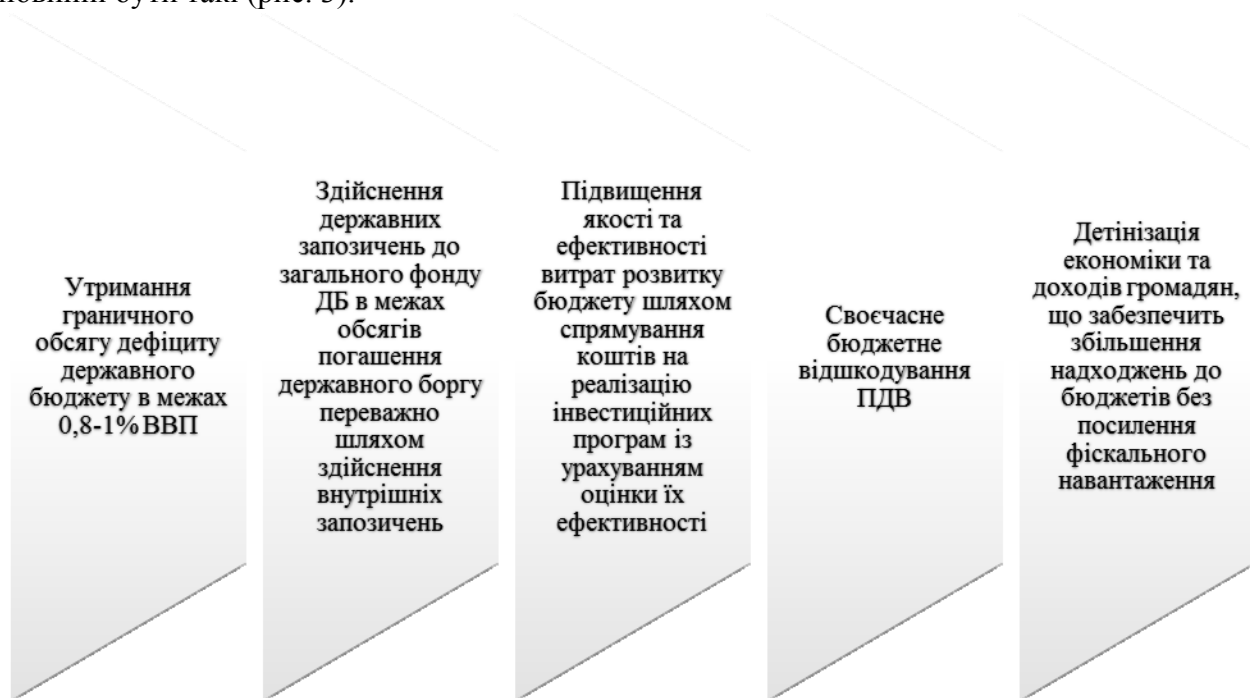 бути такі (рис. 3).
Утримання
граничного
обсягу дефіциту
державного
бюджету в межах
0,8-1% ВВП
Здійснення
державних
запозичень до
загального фонду
ДБ в межах
обсягів
погашення
державного боргу
переважно
шляхом
здійснення
внутрішніх
запозичень
Підвищення
якості та
ефективності
витрат розвитку
бюджету шляхом
спрямування
коштів на
реалізацію
інвестиційних
програм із
урахуванням
оцінки їх
ефективності
Своєчасне
бюджетне
відшкодування
ПДВ
Детінізація
економіки та
доходів громадян,
що забезпечить
збільшення
надходжень до
бюджетів без
посилення
фіскального
навантаження